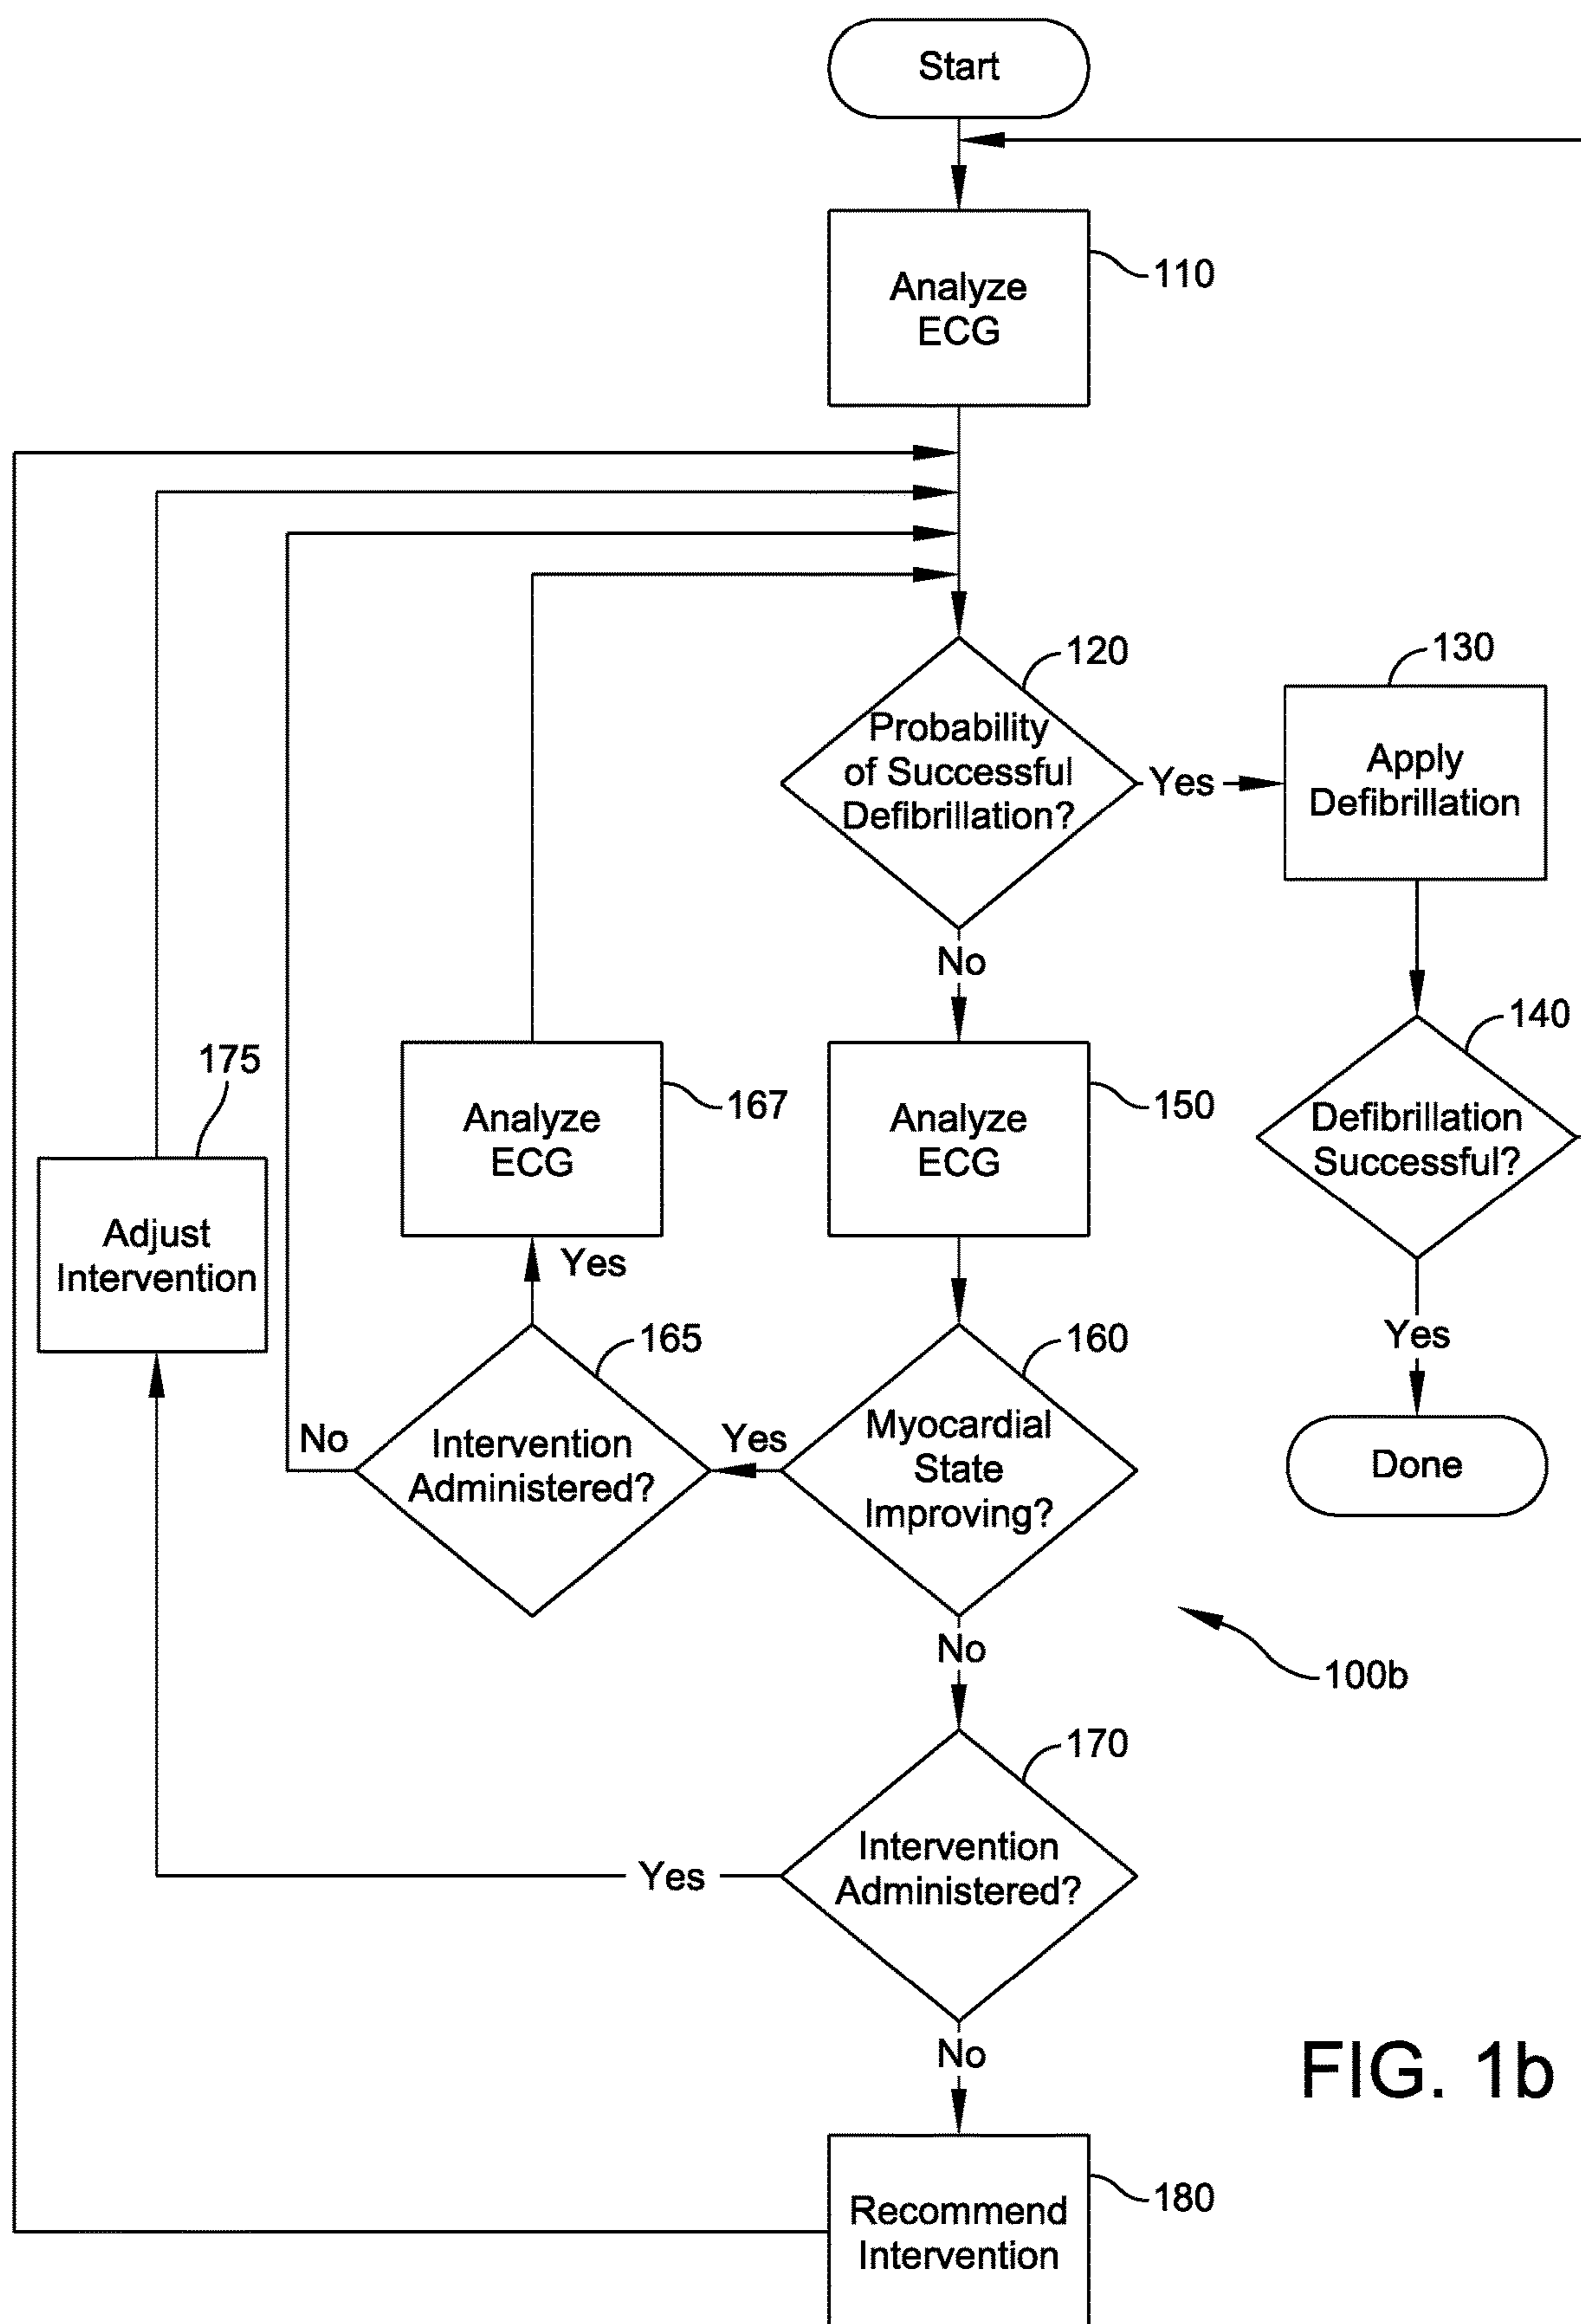 Start
Analyze
ECG
110
120
Probability
of Successful
Defibrillation?
Yes
130
Apply
Defibrillation
No
140
Defibrillation
Successful?
Yes
Done
175
Adjust
Intervention
Analyze
ECG
167
Analyze
ECG
150
Yes
165
Intervention
Administered?
No
Yes
160
Myocardial
State
Improving?
No
100b
170
Intervention
Administered?
Yes
No
Recommend
Intervention
180
FIG. 1b